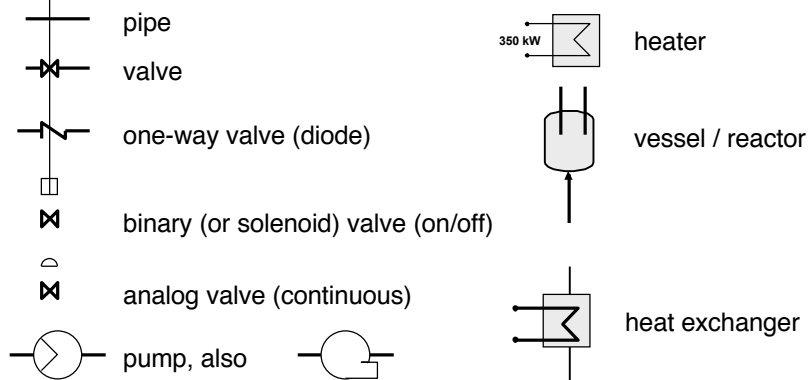 pipe
valve
one-way valve (diode)
binary (or solenoid) valve (on/off)
analog valve (continuous)
pump, also
350 kW
heater
vessel / reactor
heat exchanger